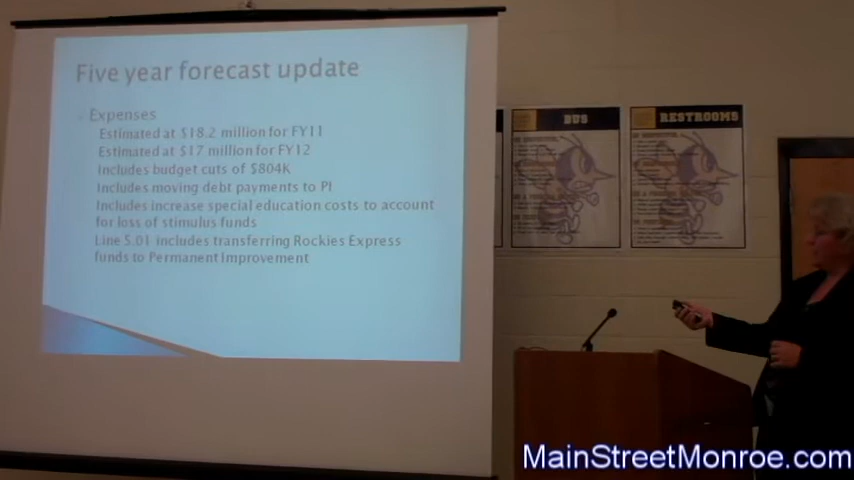 Five year forecast update
Expenses
Estimated at $18.2 million for FY11
Estimated at $17 million for FY12
Includes budget cuts of $804K
Includes moving debt payments to PI
Includes increase special education costs to account
for loss of stimulus funds
Line 5.01 includes transferring Rockies Express
funds to Permanent Improvement
BUS
RESTROOMS
MainStreetMonroe.com